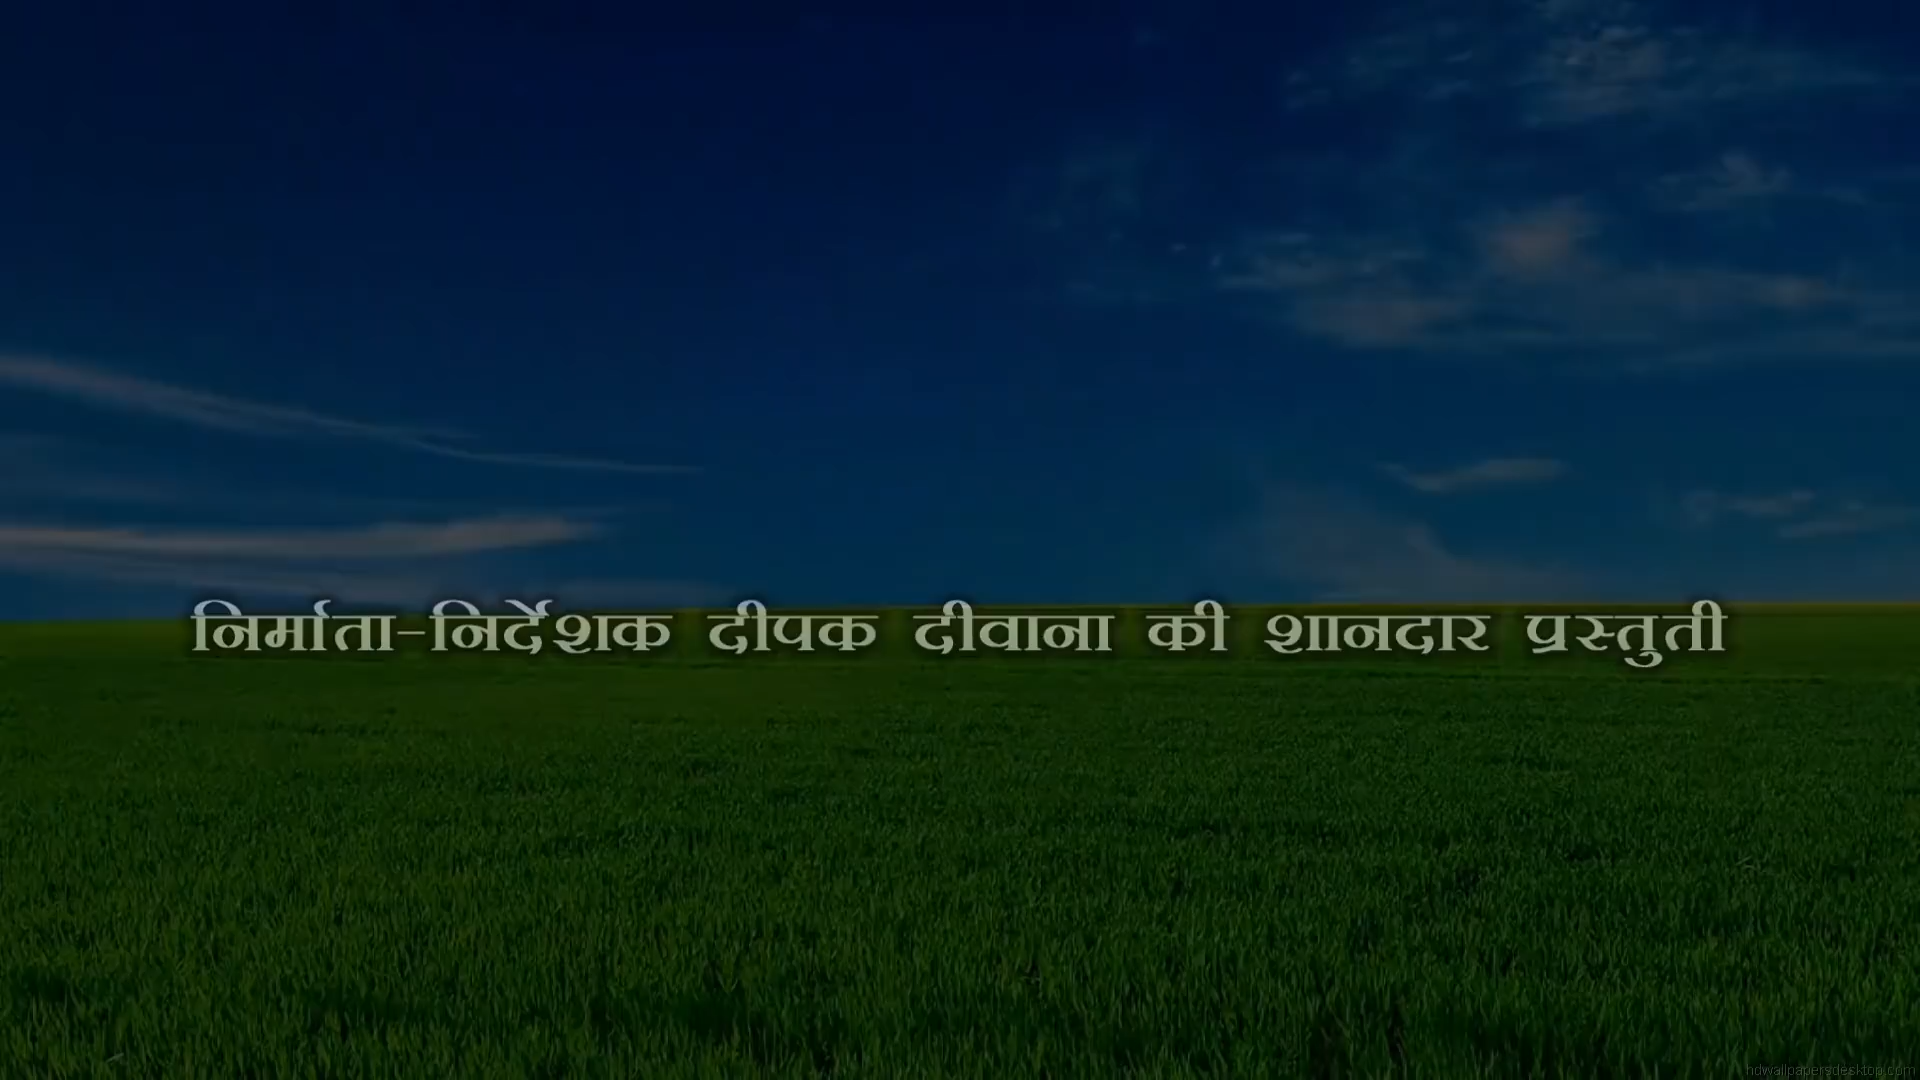 निर्माता-निर्देशक दीपक दीवाना की शानदार प्रस्तुती
hdwallpapersdesktop.com